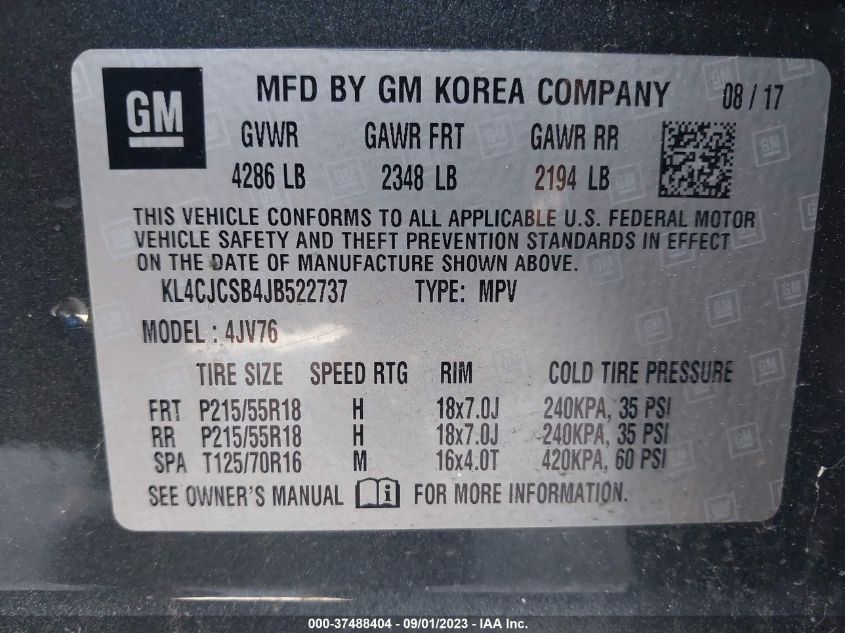 GM
MFD BY GM KOREA COMPANY 08 / 17
GVWR GAWR FRT GAWR RR
4286 LB 2348 LB 2194 LB
THIS VEHICLE CONFORMS TO ALL APPLICABLE U.S. FEDERAL MOTOR
VEHICLE SAFETY AND THEFT PREVENTION STANDARDS IN EFFECT
ON THE DATE OF MANUFACTURE SHOWN ABOVE.
KL4CJCSB4JB522737 TYPE: MPV
MODEL : 4JV76
TIRE SIZE SPEED RTG RIM COLD TIRE PRESSURE
FRT P215/55R18 H 18x7.0J 240KPA, 35 PSI
RR P215/55R18 H 18x7.0J 240KPA, 35 PSI
SPA T125/70R16 M 16x4.0T 420KPA, 60 PSI
SEE OWNER'S MANUAL i FOR MORE INFORMATION.
000-37488404 - 09/01/2023 - IAA Inc.